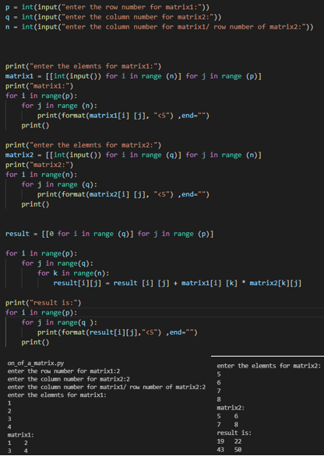 p = int(input("enter the row number for matrix1:"))
q = int(input("enter the column number for matrix2:"))
n = int(input("enter the column number for matrix1/ row number of matrix2:"))
print("enter the elemnts for matrix1:")
matrix1 = [[int(input()) for i in range (n)] for j in range (p)]
print("matrix1:")
for i in range(p):
    for j in range (n):
        print(format(matrix1[i] [j], "<5") ,end="")
    print()
print("enter the elemnts for matrix2:")
matrix2 = [[int(input()) for i in range (q)] for j in range (n)]
print("matrix2:")
for i in range(n):
    for j in range (q):
        print(format(matrix2[i] [j], "<5") ,end="")
    print()
result = [[0 for i in range (q)] for j in range (p)]
for i in range(p):
    for j in range(q):
        for k in range(n):
            result[i][j] = result [i] [j] + matrix1[i] [k] * matrix2[k][j]
print("result is:")
for i in range(p):
    for j in range(q ):
        print(format(result[i][j],"<5") ,end="")
    print()
on_of_a_matrix.py
enter the row number for matrix1:2
enter the column number for matrix2:2
enter the column number for matrix1/ row number of matrix2:2
enter the elemnts for matrix1:
1
2
3
4
matrix1:
1    2
3    4
enter the elemnts for matrix2:
5
6
7
8
matrix2:
5    6
7    8
result is:
19   22
43   50